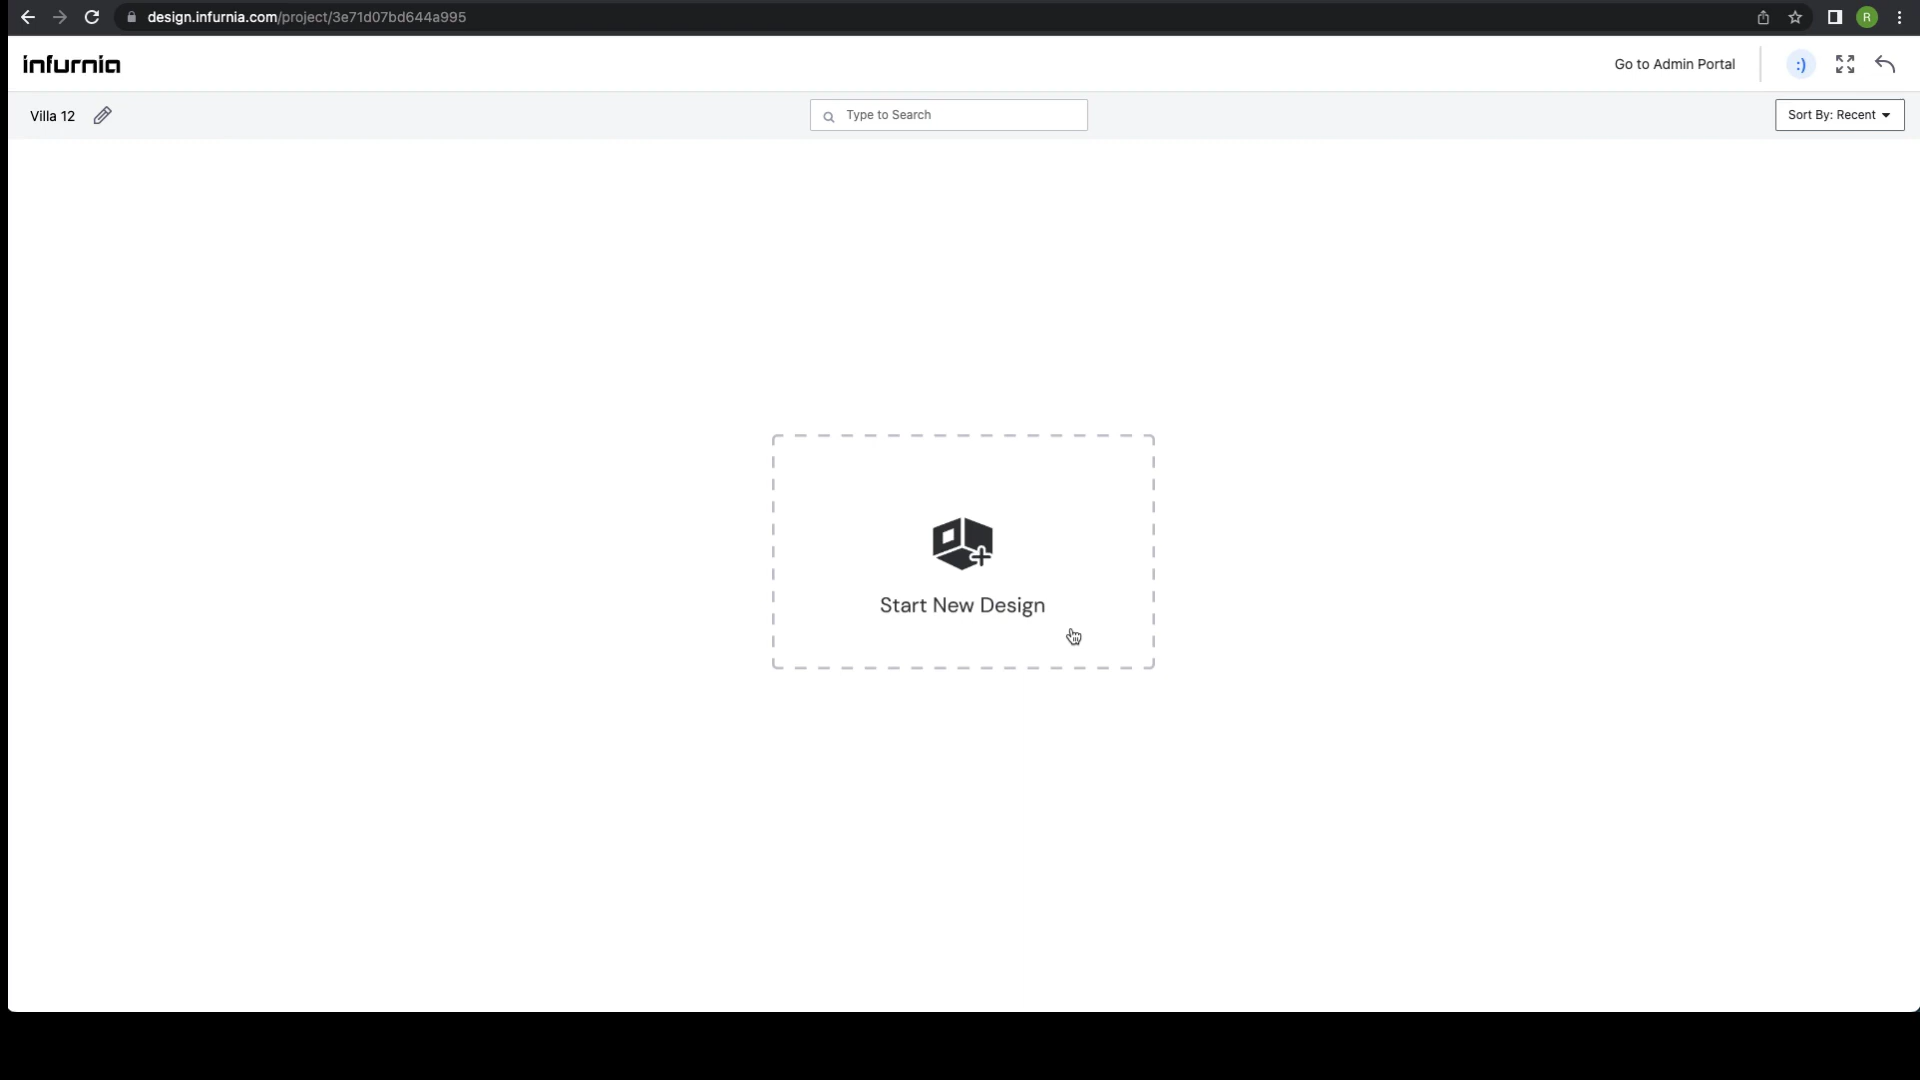 design.infurnia.com/project/3e71d07bd644a995
R
infurnia
Go to Admin Portal
:)
Villa 12
Type to Search
Sort By: Recent
Start New Design